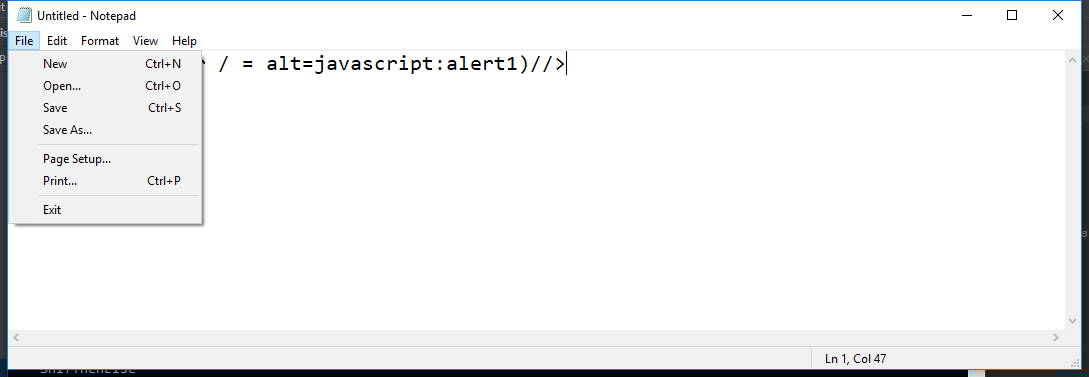 Untitled - Notepad
File Edit Format View Help
/ = alt=javascript:alert1)//>
New Ctrl+N
Open... Ctrl+O
Save Ctrl+S
Save As...
Page Setup...
Print... Ctrl+P
Exit
Ln 1, Col 47